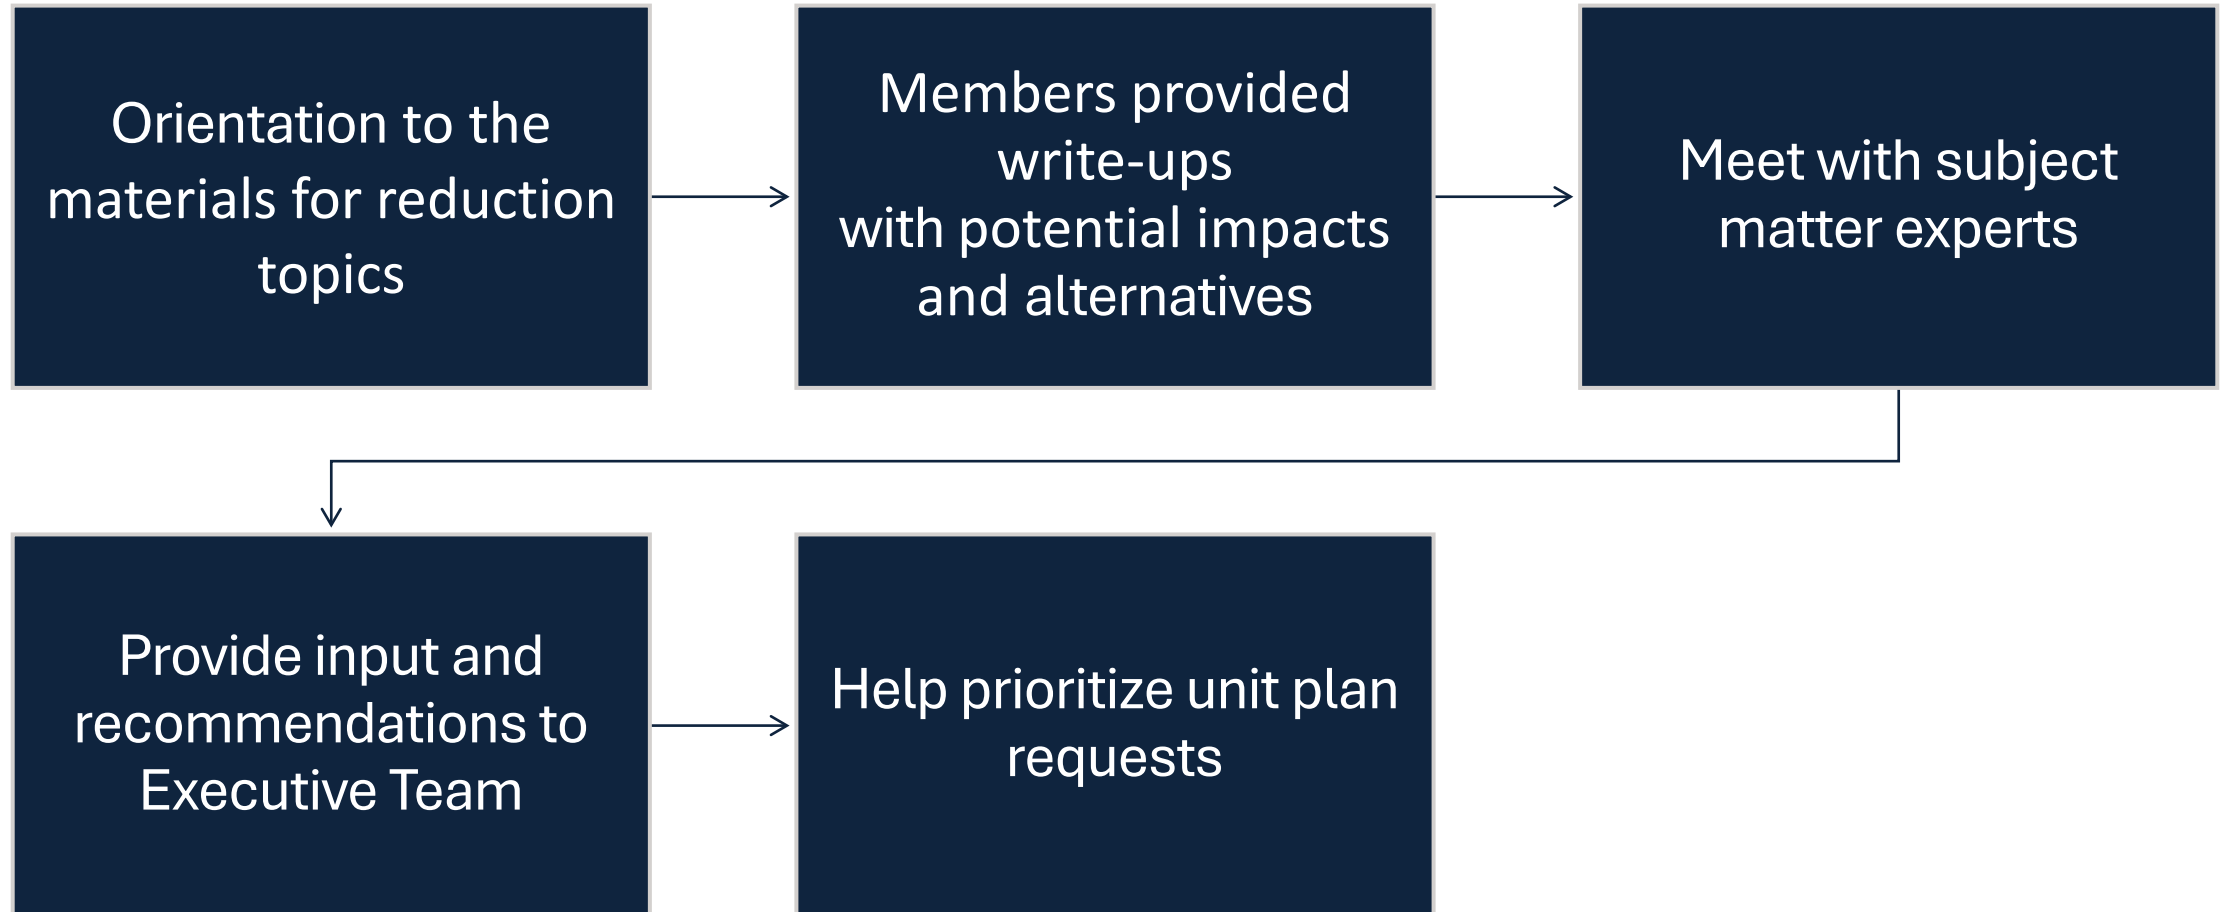 Orientation to the
materials for reduction
topics
Members provided
write-ups
with potential impacts
and alternatives
Meet with subject
matter experts
Provide input and
recommendations to
Executive Team
Help prioritize unit plan
requests